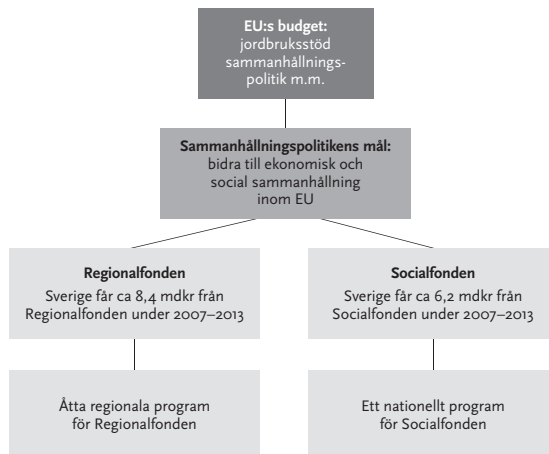 EU:s budget:
jordbruksstöd
sammanhållnings-
politik m.m.
Sammanhållningspolitikens mål:
bidra till ekonomisk och
social sammanhållning
inom EU
Regionalfonden
Sverige får ca 8,4 mdkr från
Regionalfonden under 2007–2013
Socialfonden
Sverige får ca 6,2 mdkr från
Socialfonden under 2007–2013
Åtta regionala program
för Regionalfonden
Ett nationellt program
för Socialfonden